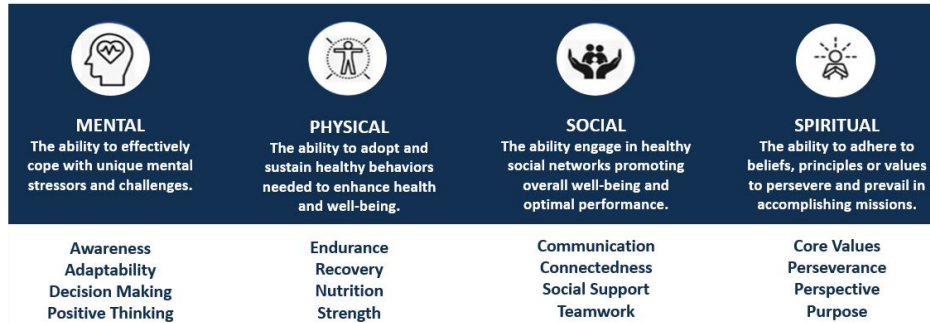 MENTAL
The ability to effectively
cope with unique mental
stressors and challenges.
Awareness
Adaptability
Decision Making
Positive Thinking
PHYSICAL
The ability to adopt and
sustain healthy behaviors
needed to enhance health
and well-being.
Endurance
Recovery
Nutrition
Strength
SOCIAL
The ability engage in healthy
social networks promoting
overall well-being and
optimal performance.
Communication
Connectedness
Social Support
Teamwork
SPIRITUAL
The ability to adhere to
beliefs, principles or values
to persevere and prevail in
accomplishing missions.
Core Values
Perseverance
Perspective
Purpose